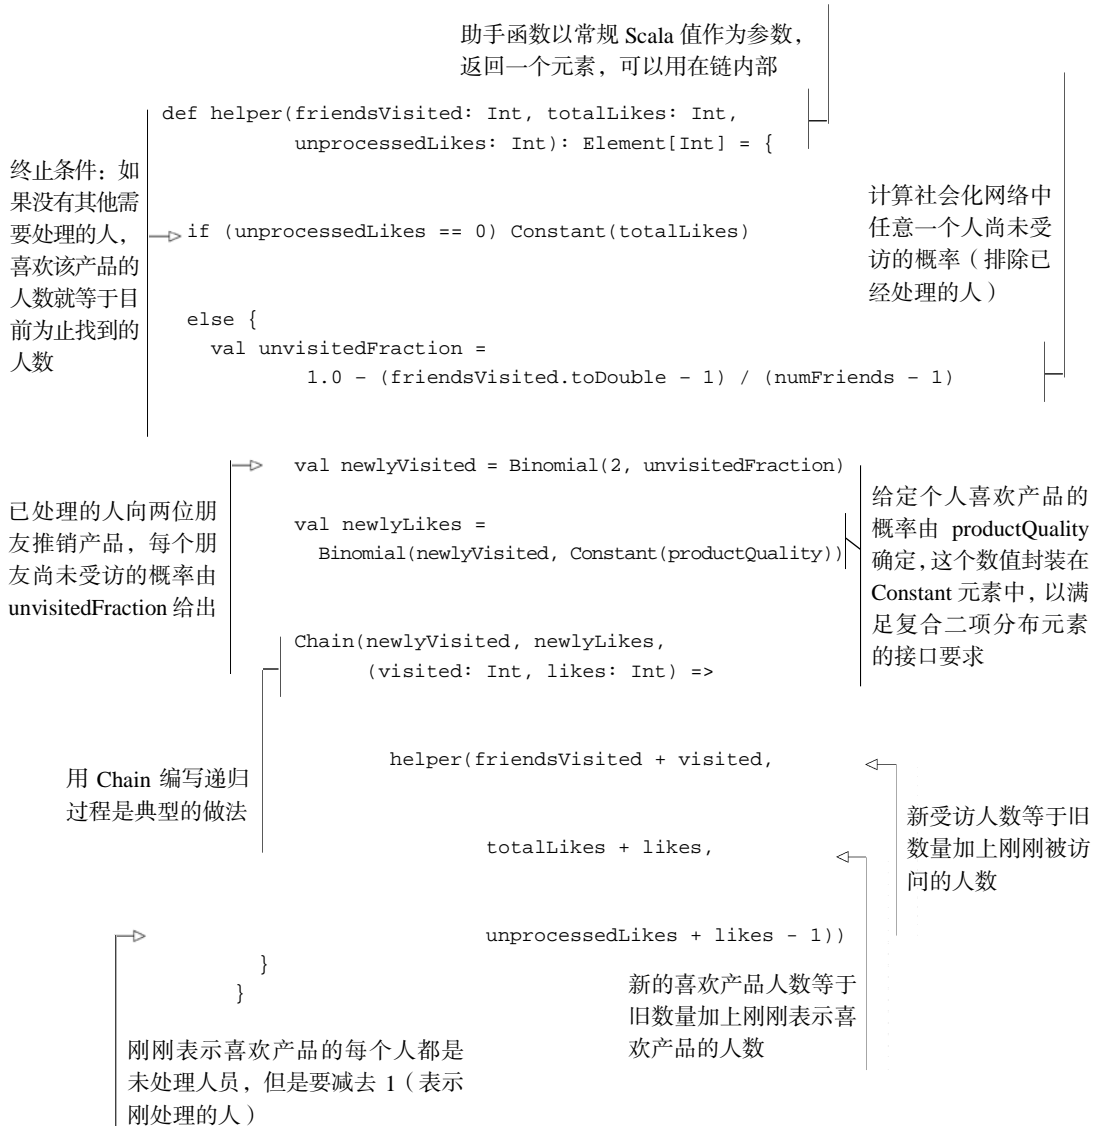 助手函数以常规 Scala 值作为参数，
返回一个元素，可以用在链内部
def helper(friendsVisited: Int, totalLikes: Int,
unprocessedLikes: Int): Element[Int] = {
终止条件：如
果没有其他需
要处理的人，
喜欢该产品的
人数就等于目
前为止找到的
人数
if (unprocessedLikes == 0) Constant(totalLikes)
计算社会化网络中
任意一个人尚未受
访的概率（排除已
经处理的人）
else {
val unvisitedFraction =
1.0 – (friendsVisited.toDouble – 1) / (numFriends – 1)
val newlyVisited = Binomial(2, unvisitedFraction)
已处理的人向两位朋
友推销产品，每个朋
友尚未受访的概率由
unvisitedFraction 给出
val newlyLikes =
Binomial(newlyVisited, Constant(productQuality))
给定个人喜欢产品的
概率由 productQuality
确定，这个数值封装在
Constant 元素中，以满
足复合二项分布元素
的接口要求
Chain(newlyVisited, newlyLikes,
(visited: Int, likes: Int) =>
用 Chain 编写递归
过程是典型的做法
helper(friendsVisited + visited,
新受访人数等于旧
数量加上刚刚被访
问的人数
totalLikes + likes,
unprocessedLikes + likes - 1))
新的喜欢产品人数等于
旧数量加上刚刚表示喜
欢产品的人数
}
}
刚刚表示喜欢产品的每个人都是
未处理人员，但是要减去 1（表示
刚处理的人）